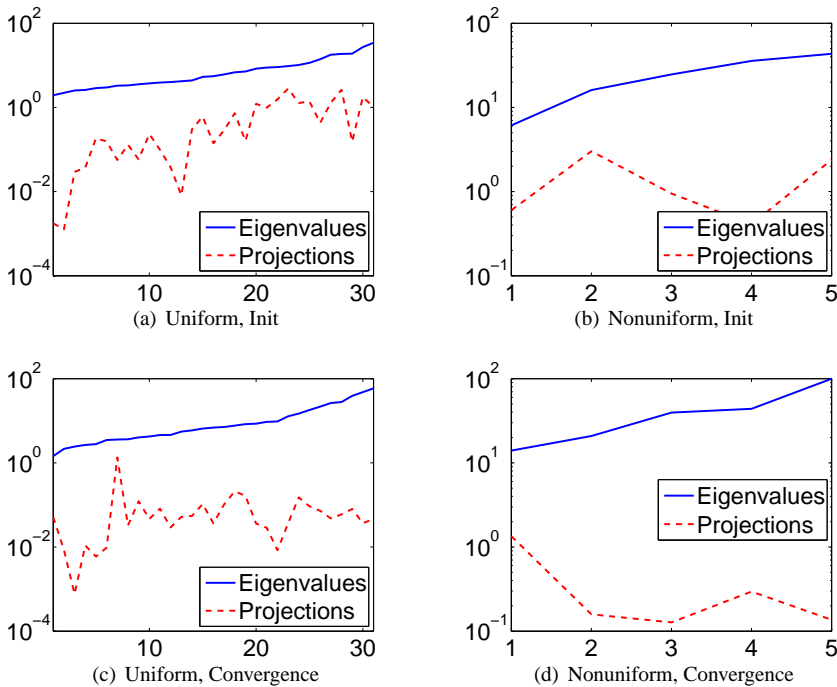 10^2
10^0
10^-2
10^-4
10 20 30
Eigenvalues
Projections
(a) Uniform, Init
10^2
10^1
10^0
10^-1
1 2 3 4 5
Eigenvalues
Projections
(b) Nonuniform, Init
10^2
10^0
10^-2
10^-4
10 20 30
Eigenvalues
Projections
(c) Uniform, Convergence
10^2
10^1
10^0
10^-1
1 2 3 4 5
Eigenvalues
Projections
(d) Nonuniform, Convergence